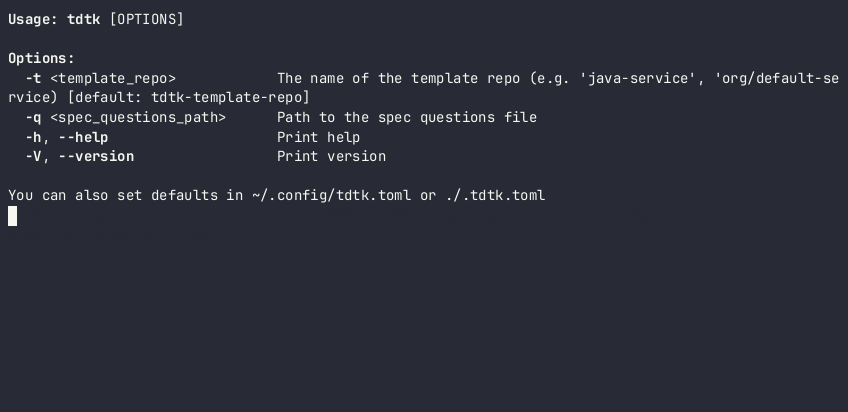 Usage: tdtk [OPTIONS]
Options:
-t <template_repo> The name of the template repo (e.g. 'java-service', 'org/default-se
rvice) [default: tdtk-template-repo]
-q <spec_questions_path> Path to the spec questions file
-h, --help Print help
-V, --version Print version
You can also set defaults in ~/.config/tdtk.toml or ./.tdtk.toml